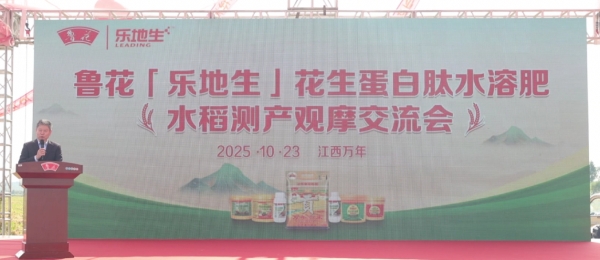 鲁花 乐地生
LEADING
鲁花「乐地生」花生蛋白肽水溶肥
《水稻测产观摩交流会》
2025·10·23 江西万年